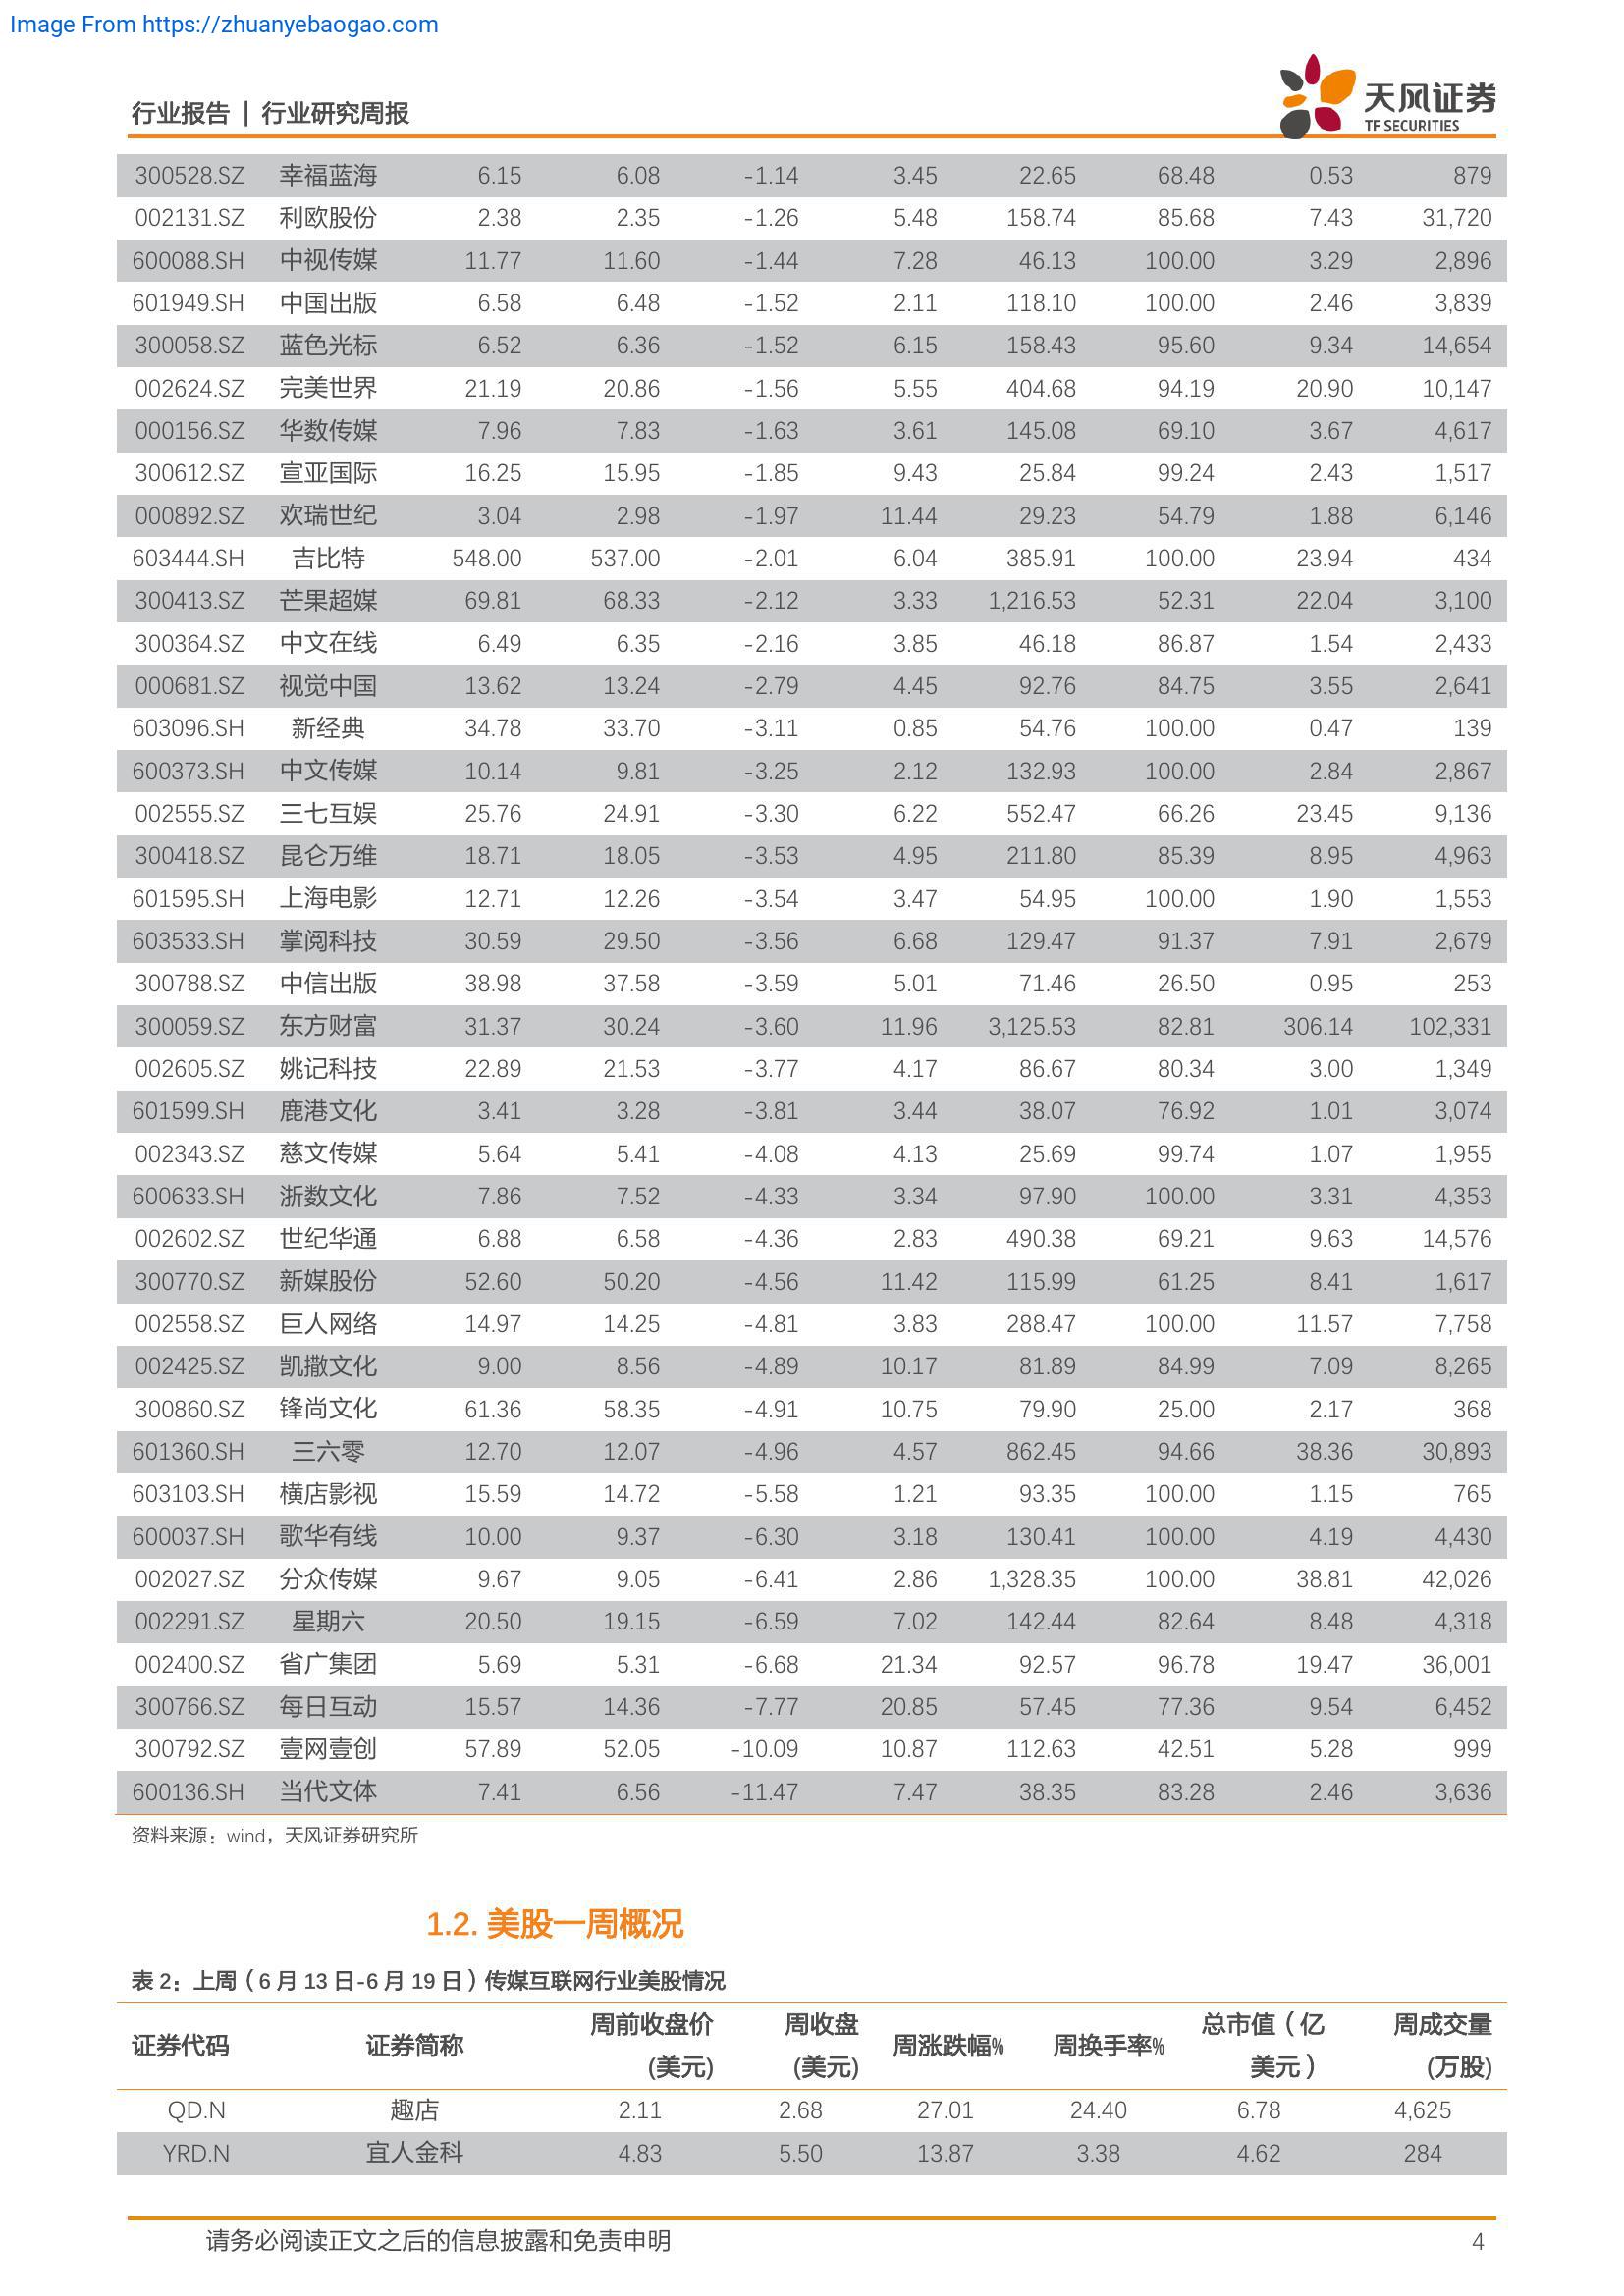 Image From https://zhuanyebaogao.com
天风证券
TF SECURITIES
行业报告 | 行业研究周报
300528.SZ 幸福蓝海 6.15 6.08 -1.14 3.45 22.65 68.48 0.53 879
002131.SZ 利欧股份 2.38 2.35 -1.26 5.48 158.74 85.68 7.43 31,720
600088.SH 中视传媒 11.77 11.60 -1.44 7.28 46.13 100.00 3.29 2,896
601949.SH 中国出版 6.58 6.48 -1.52 2.11 118.10 100.00 2.46 3,839
300058.SZ 蓝色光标 6.52 6.36 -1.52 6.15 158.43 95.60 9.34 14,654
002624.SZ 完美世界 21.19 20.86 -1.56 5.55 404.68 94.19 20.90 10,147
000156.SZ 华数传媒 7.96 7.83 -1.63 3.61 145.08 69.10 3.67 4,617
300612.SZ 宣亚国际 16.25 15.95 -1.85 9.43 25.84 99.24 2.43 1,517
000892.SZ 欢瑞世纪 3.04 2.98 -1.97 11.44 29.23 54.79 1.88 6,146
603444.SH 吉比特 548.00 537.00 -2.01 6.04 385.91 100.00 23.94 434
300413.SZ 芒果超媒 69.81 68.33 -2.12 3.33 1,216.53 52.31 22.04 3,100
300364.SZ 中文在线 6.49 6.35 -2.16 3.85 46.18 86.87 1.54 2,433
000681.SZ 视觉中国 13.62 13.24 -2.79 4.45 92.76 84.75 3.55 2,641
603096.SH 新经典 34.78 33.70 -3.11 0.85 54.76 100.00 0.47 139
600373.SH 中文传媒 10.14 9.81 -3.25 2.12 132.93 100.00 2.84 2,867
002555.SZ 三七互娱 25.76 24.91 -3.30 6.22 552.47 66.26 23.45 9,136
300418.SZ 昆仑万维 18.71 18.05 -3.53 4.95 211.80 85.39 8.95 4,963
601595.SH 上海电影 12.71 12.26 -3.54 3.47 54.95 100.00 1.90 1,553
603533.SH 掌阅科技 30.59 29.50 -3.56 6.68 129.47 91.37 7.91 2,679
300788.SZ 中信出版 38.98 37.58 -3.59 5.01 71.46 26.50 0.95 253
300059.SZ 东方财富 31.37 30.24 -3.60 11.96 3,125.53 82.81 306.14 102,331
002605.SZ 姚记科技 22.89 21.53 -3.77 4.17 86.67 80.34 3.00 1,349
601599.SH 鹿港文化 3.41 3.28 -3.81 3.44 38.07 76.92 1.01 3,074
002343.SZ 慈文传媒 5.64 5.41 -4.08 4.13 25.69 99.74 1.07 1,955
600633.SH 浙数文化 7.86 7.52 -4.33 3.34 97.90 100.00 3.31 4,353
002602.SZ 世纪华通 6.88 6.58 -4.36 2.83 490.38 69.21 9.63 14,576
300770.SZ 新媒股份 52.60 50.20 -4.56 11.42 115.99 61.25 8.41 1,617
002558.SZ 巨人网络 14.97 14.25 -4.81 3.83 288.47 100.00 11.57 7,758
002425.SZ 凯撒文化 9.00 8.56 -4.89 10.17 81.89 84.99 7.09 8,265
300860.SZ 锋尚文化 61.36 58.35 -4.91 10.75 79.90 25.00 2.17 368
601360.SH 三六零 12.70 12.07 -4.96 4.57 862.45 94.66 38.36 30,893
603103.SH 横店影视 15.59 14.72 -5.58 1.21 93.35 100.00 1.15 765
600037.SH 歌华有线 10.00 9.37 -6.30 3.18 130.41 100.00 4.19 4,430
002027.SZ 分众传媒 9.67 9.05 -6.41 2.86 1,328.35 100.00 38.81 42,026
002291.SZ 星期六 20.50 19.15 -6.59 7.02 142.44 82.64 8.48 4,318
002400.SZ 省广集团 5.69 5.31 -6.68 21.34 92.57 96.78 19.47 36,001
300766.SZ 每日互动 15.57 14.36 -7.77 20.85 57.45 77.36 9.54 6,452
300792.SZ 壹网壹创 57.89 52.05 -10.09 10.87 112.63 42.51 5.28 999
600136.SH 当代文体 7.41 6.56 -11.47 7.47 38.35 83.28 2.46 3,636
资料来源：wind，天风证券研究所
1.2. 美股一周概况
表 2：上周（6 月 13 日-6 月 19 日）传媒互联网行业美股情况
证券代码 证券简称 周前收盘价 (美元) 周收盘 (美元) 周涨跌幅% 周换手率% 总市值（亿 美元） 周成交量 (万股)
QD.N 趣店 2.11 2.68 27.01 24.40 6.78 4,625
YRD.N 宜人金科 4.83 5.50 13.87 3.38 4.62 284
请务必阅读正文之后的信息披露和免责申明 4